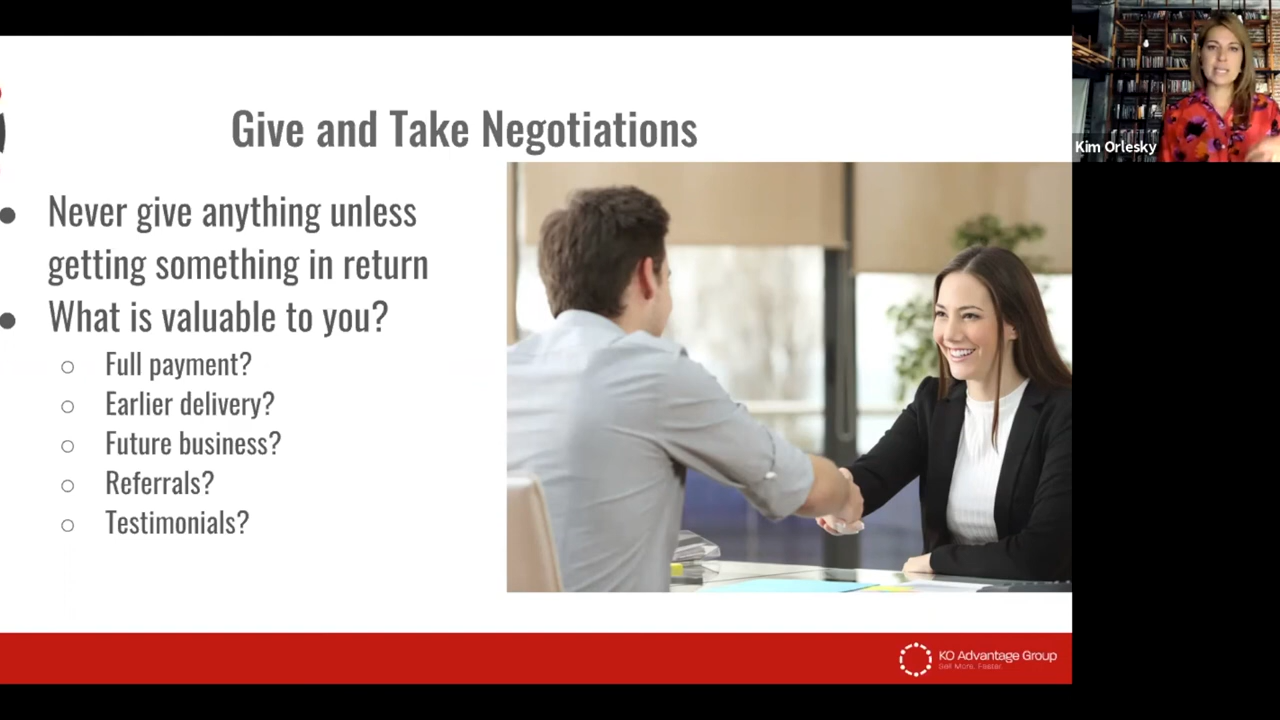 Give and Take Negotiations
Kim Orlesky
● Never give anything unless
getting something in return
● What is valuable to you?
○ Full payment?
○ Earlier delivery?
○ Future business?
○ Referrals?
○ Testimonials?
KO Advantage Group
Sell More. Faster.